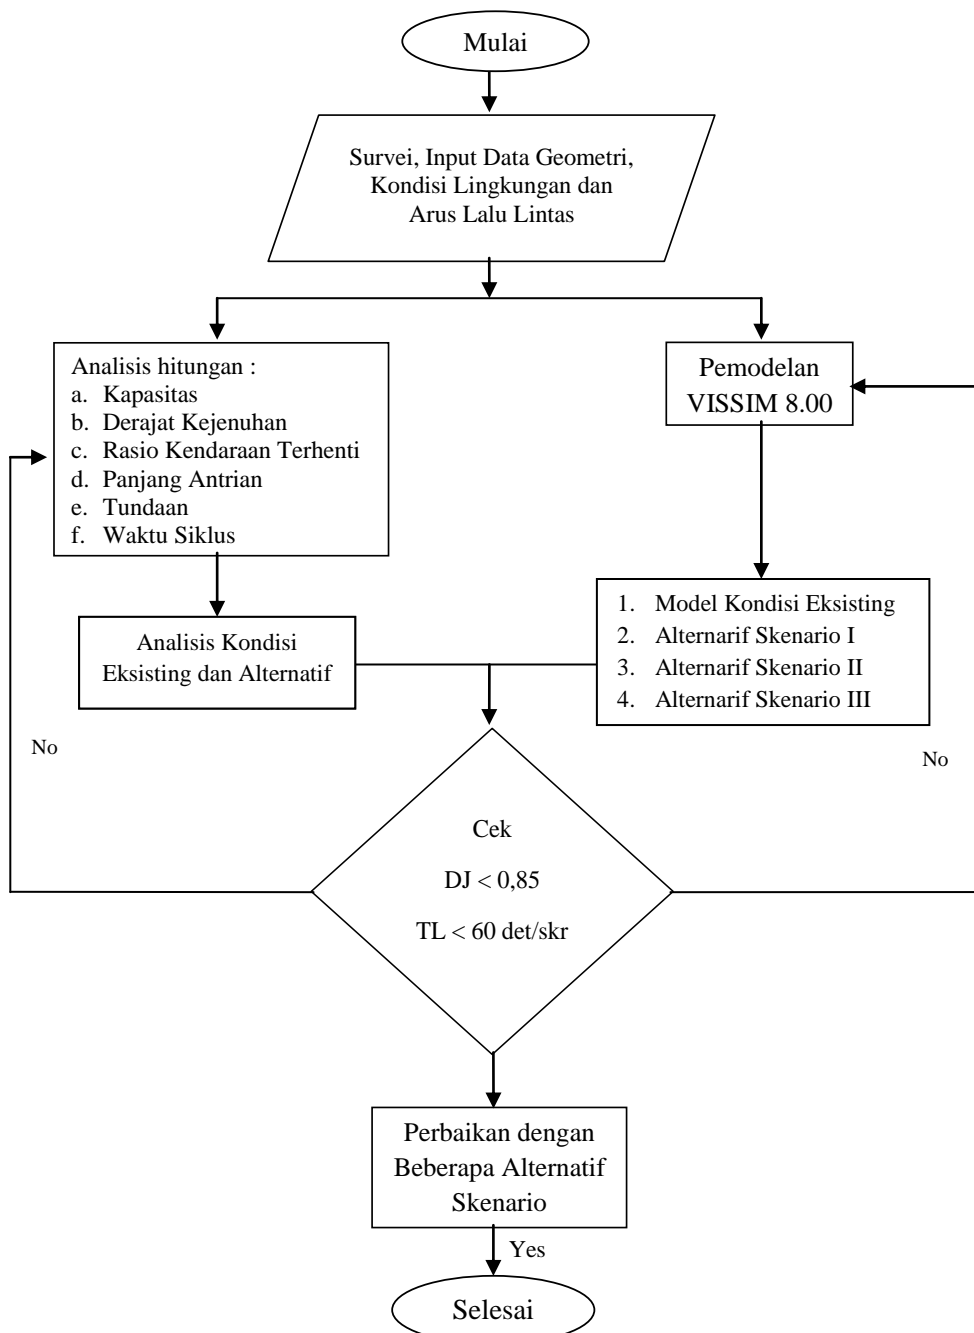 Mulai
Survei, Input Data Geometri,
Kondisi Lingkungan dan
Arus Lalu Lintas
Analisis hitungan :
a. Kapasitas
b. Derajat Kejenuhan
c. Rasio Kendaraan Terhenti
d. Panjang Antrian
e. Tundaan
f. Waktu Siklus
Pemodelan
VISSIM 8.00
Analisis Kondisi
Eksisting dan Alternatif
1. Model Kondisi Eksisting
2. Alternarif Skenario I
3. Alternarif Skenario II
4. Alternarif Skenario III
No
No
Cek
DJ < 0,85
TL < 60 det/skr
Perbaikan dengan
Beberapa Alternatif
Skenario
Yes
Selesai